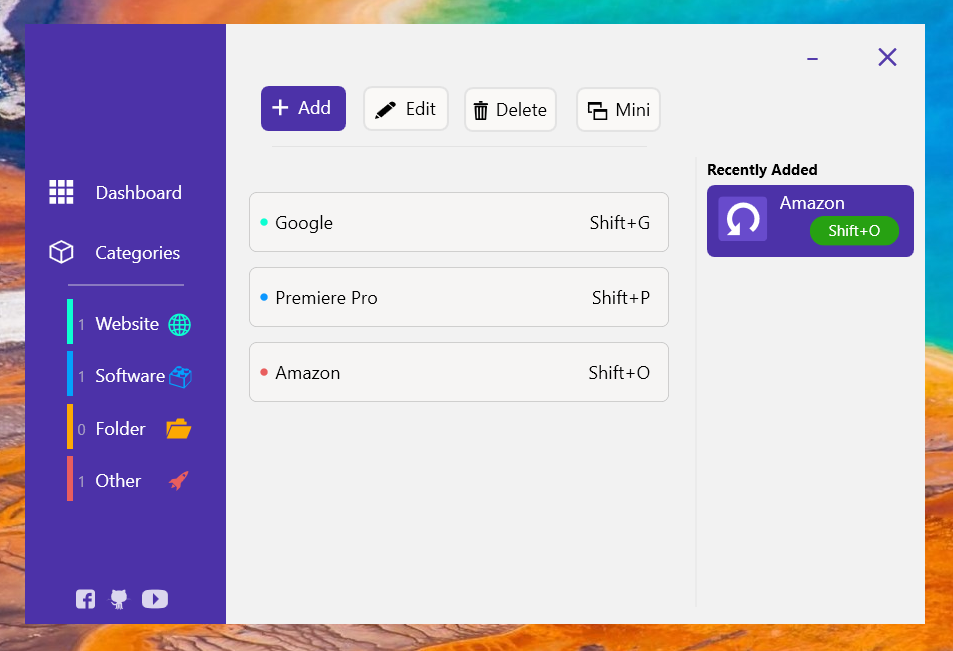 Dashboard
Categories
1 Website
1 Software
0 Folder
1 Other
Add
Edit
Delete
Mini
Google Shift+G
Premiere Pro Shift+P
Amazon Shift+O
Recently Added
Amazon
Shift+O